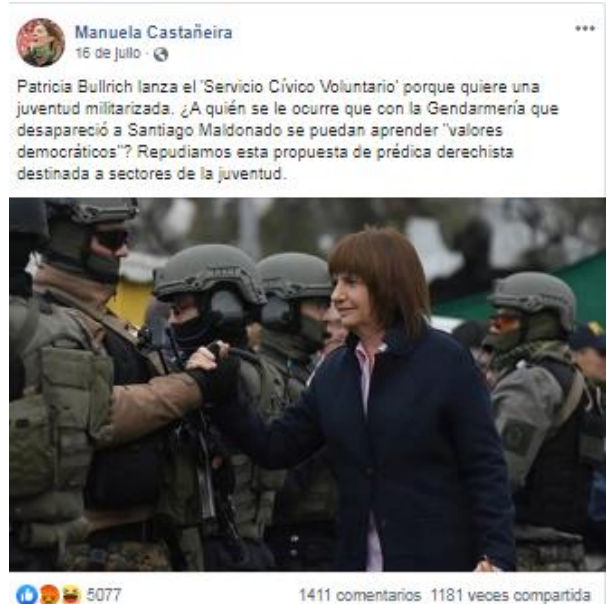 Manuela Castañeira
16 de julio ·
Patricia Bullrich lanza el 'Servicio Cívico Voluntario' porque quiere una
juventud militarizada. ¿A quién se le ocurre que con la Gendarmería que
desapareció a Santiago Maldonado se puedan aprender "valores
democráticos"? Repudiamos esta propuesta de prédica derechista
destinada a sectores de la juventud.
5077 1411 comentarios 1181 veces compartida